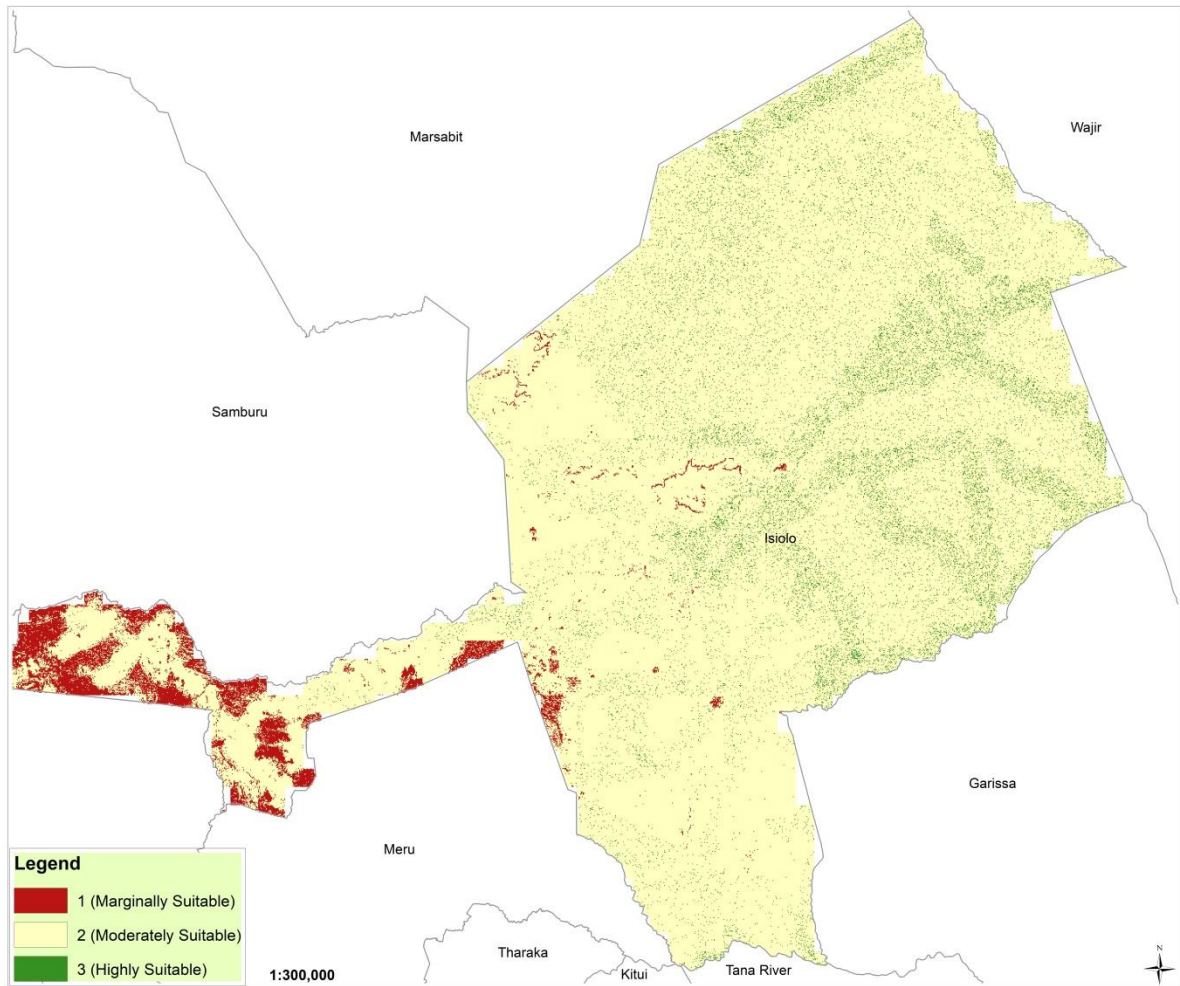 Marsabit
Wajir
Samburu
Isiolo
Garissa
Meru
Legend
1 (Marginally Suitable)
2 (Moderately Suitable)
3 (Highly Suitable)
1:300,000
Tharaka
Kitui
Tana River
N